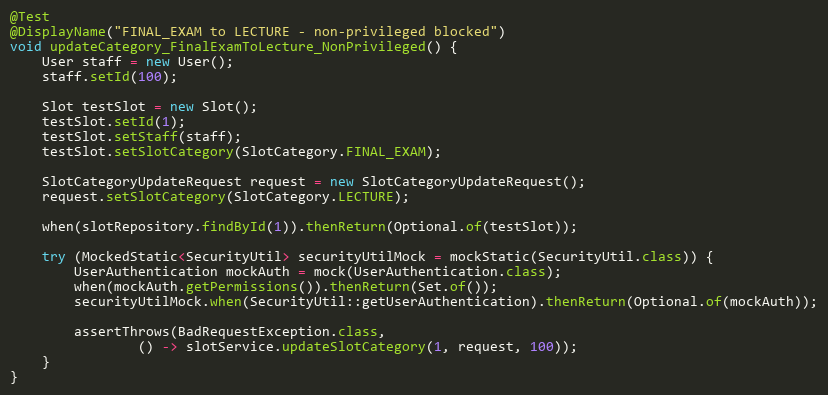 @Test
@DisplayName("FINAL_EXAM to LECTURE - non-privileged blocked")
void updateCategory_FinalExamToLecture_NonPrivileged() {
    User staff = new User();
    staff.setId(100);

    Slot testSlot = new Slot();
    testSlot.setId(1);
    testSlot.setStaff(staff);
    testSlot.setSlotCategory(SlotCategory.FINAL_EXAM);

    SlotCategoryUpdateRequest request = new SlotCategoryUpdateRequest();
    request.setSlotCategory(SlotCategory.LECTURE);

    when(slotRepository.findById(1)).thenReturn(Optional.of(testSlot));

    try (MockedStatic<SecurityUtil> securityUtilMock = mockStatic(SecurityUtil.class)) {
        UserAuthentication mockAuth = mock(UserAuthentication.class);
        when(mockAuth.getPermissions()).thenReturn(Set.of());
        securityUtilMock.when(SecurityUtil::getUserAuthentication).thenReturn(Optional.of(mockAuth));

        assertThrows(BadRequestException.class,
                () -> slotService.updateSlotCategory(1, request, 100));
    }
}